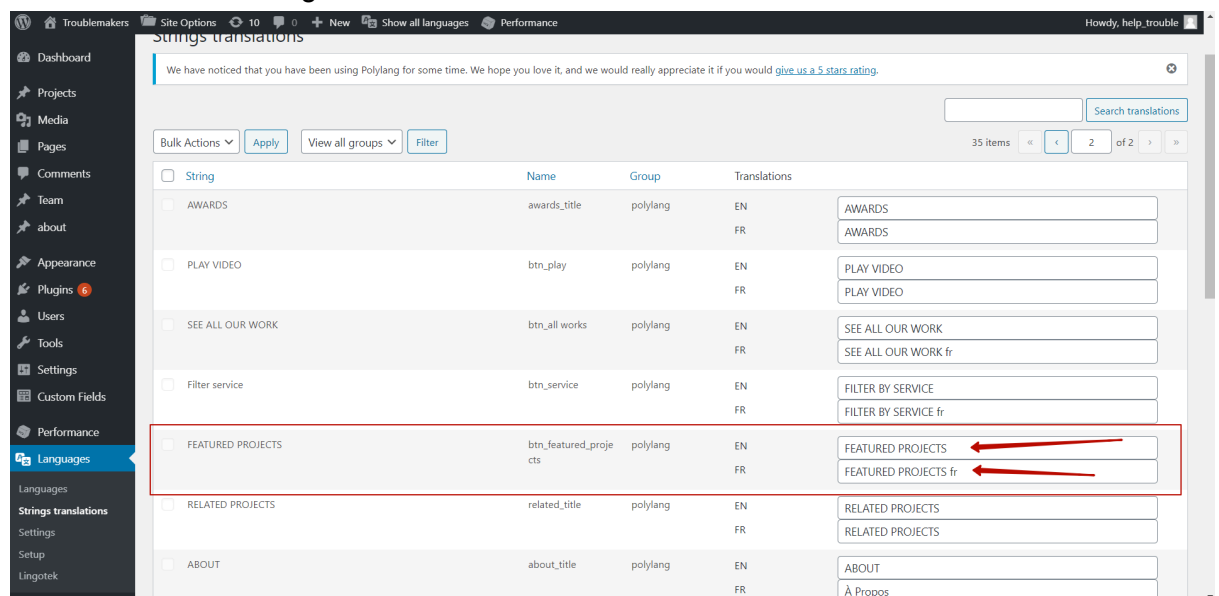 Troublemakers Site Options 10 0 + New Show all languages Performance Howdy, help_trouble
Strings translations
Dashboard
We have noticed that you have been using Polylang for some time. We hope you love it, and we would really appreciate it if you would give us a 5 stars rating.
Projects
Search translations
Media
Pages
Bulk Actions Apply View all groups Filter 35 items « ‹ 2 of 2 › »
Comments
String Name Group Translations
Team
AWARDS awards_title polylang EN AWARDS
about
FR AWARDS
Appearance
PLAY VIDEO btn_play polylang EN PLAY VIDEO
Plugins 6
FR PLAY VIDEO
Users
SEE ALL OUR WORK btn_all works polylang EN SEE ALL OUR WORK
Tools
FR SEE ALL OUR WORK fr
Settings
Filter service btn_service polylang EN FILTER BY SERVICE
Custom Fields
FR FILTER BY SERVICE fr
Performance
FEATURED PROJECTS btn_featured_proje polylang EN FEATURED PROJECTS
cts
Languages
FR FEATURED PROJECTS fr
Languages
RELATED PROJECTS related_title polylang EN RELATED PROJECTS
Strings translations
Settings
FR RELATED PROJECTS
Setup
ABOUT about_title polylang EN ABOUT
Lingotek
FR À Propos